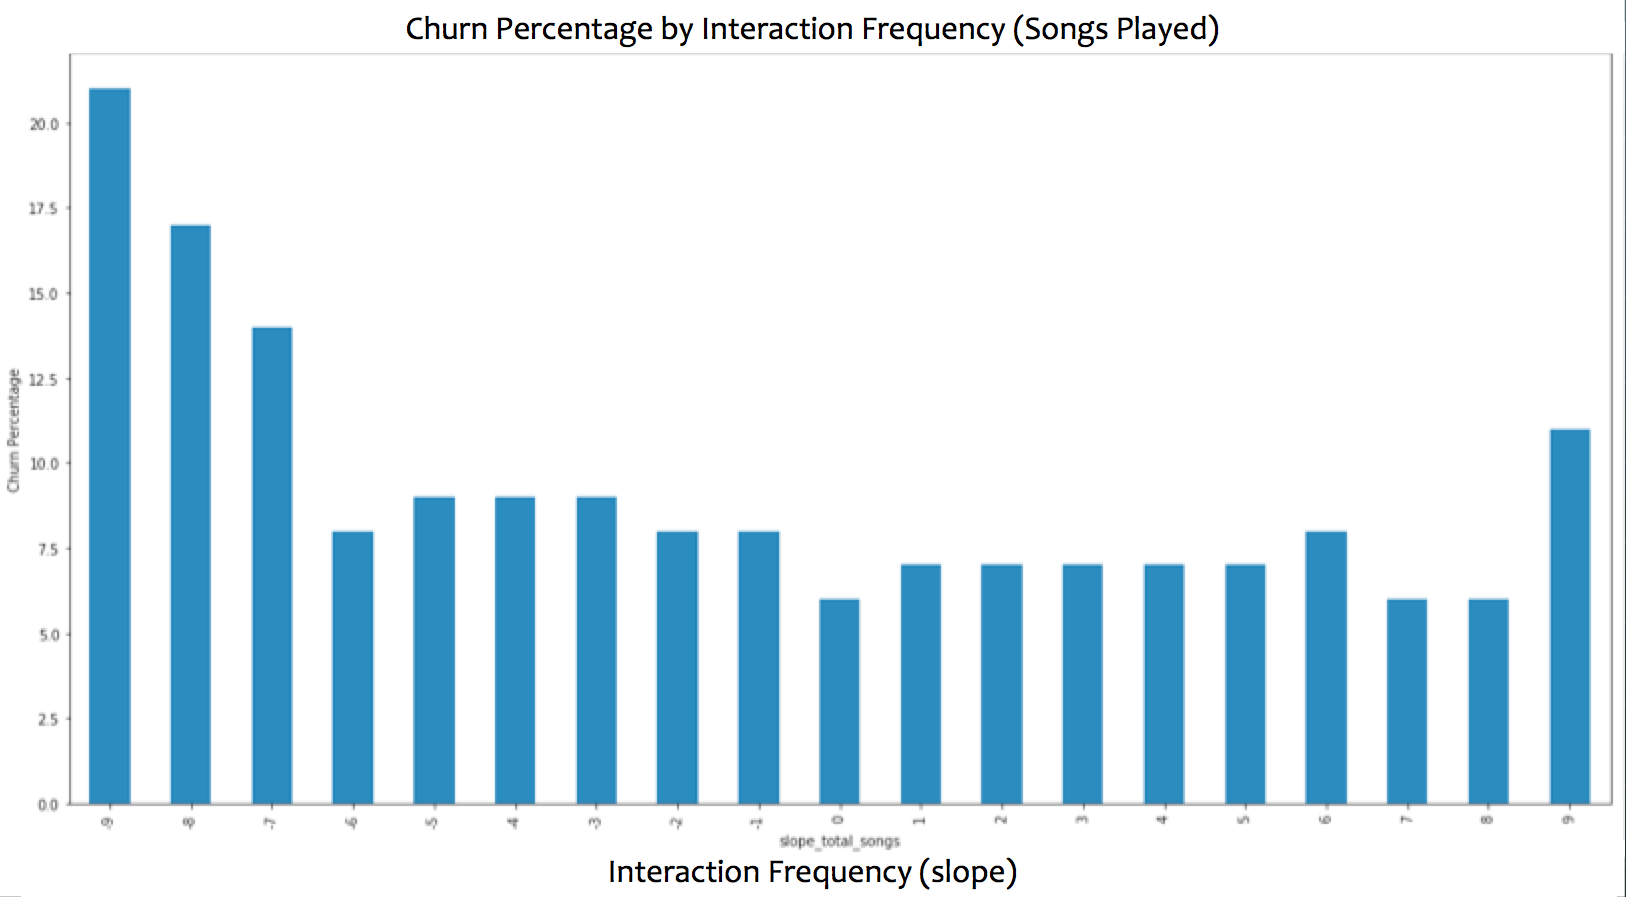 Churn Percentage by Interaction Frequency (Songs Played)
Churn Percentage
20.0
17.5
15.0
12.5
10.0
7.5
5.0
2.5
0.0
-9 -8 -7 -6 -5 -4 -3 -2 -1 0 1 2 3 4 5 6 7 8 9
slope_total_songs
Interaction Frequency (slope)